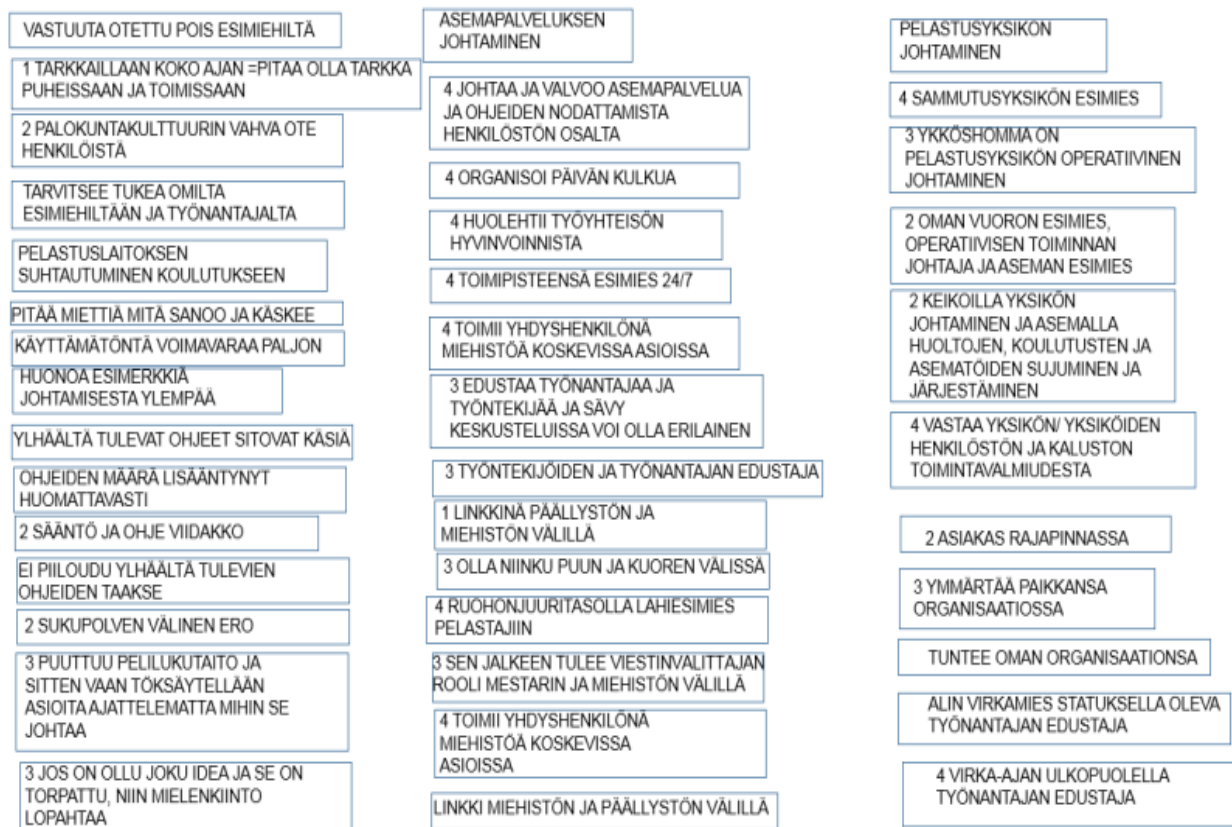 VASTUUTA OTETTU POIS ESIMIEHILTÄ
1 TARKKAILLAAN KOKO AJAN =PITAA OLLA TARKKA
PUHEISSAAN JA TOIMISSAAN
2 PALOKUNTAKULTTUURIN VAHVA OTE
HENKILÖISTÄ
TARVITSEE TUKEA OMILTA
ESIMIEHILTÄÄN JA TYÖNANTAJALTA
PELASTUSLAITOKSEN
SUHTAUTUMINEN KOULUTUKSEEN
PITÄÄ MIETTIÄ MITÄ SANOO JA KÄSKEE
KÄYTTÄMÄTÖNTÄ VOIMAVARAA PALJON
HUONOA ESIMERKKIÄ
JOHTAMISESTA YLEMPÄÄ
YLHÄÄLTÄ TULEVAT OHJEET SITOVAT KÄSIÄ
OHJEIDEN MÄÄRÄ LISÄÄNTYNYT
HUOMATTAVASTI
2 SÄÄNTÖ JA OHJE VIIDAKKO
EI PIILOUDU YLHÄÄLTÄ TULEVIEN
OHJEIDEN TAAKSE
2 SUKUPOLVEN VÄLINEN ERO
3 PUUTTUU PELILUKUTAITO JA
SITTEN VAAN TÖKSÄYTELLÄÄN
ASIOITA AJATTELEMATTA MIHIN SE
JOHTAA
3 JOS ON OLLU JOKU IDEA JA SE ON
TORPATTU, NIIN MIELENKIINTO
LOPAHTAA
ASEMAPALVELUKSEN
JOHTAMINEN
4 JOHTAA JA VALVOO ASEMAPALVELUA
JA OHJEIDEN NODATTAMISTA
HENKILÖSTÖN OSALTA
4 ORGANISOI PÄIVÄN KULKUA
4 HUOLEHTII TYÖYHTEISÖN
HYVINVOINNISTA
4 TOIMIPISTEENSÄ ESIMIES 24/7
4 TOIMII YHDYSHENKILÖNÄ
MIEHISTÖÄ KOSKEVISSA ASIOISSA
3 EDUSTAA TYÖNANTAJAA JA
TYÖNTEKIJÄÄ JA SÄVY
KESKUSTELUISSA VOI OLLA ERILAINEN
3 TYÖNTEKIJÖIDEN JA TYÖNANTAJAN EDUSTAJA
1 LINKKINÄ PÄÄLLYSTÖN JA
MIEHISTÖN VÄLILLÄ
3 OLLA NIINKU PUUN JA KUOREN VÄLISSÄ
4 RUOHONJUURITASOLLA LAHIESIMIES
PELASTAJIIN
3 SEN JALKEEN TULEE VIESTINVALITTAJAN
ROOLI MESTARIN JA MIEHISTÖN VÄLILLÄ
4 TOIMII YHDYSHENKILÖNÄ
MIEHISTÖÄ KOSKEVISSA
ASIOISSA
LINKKI MIEHISTÖN JA PÄÄLLYSTÖN VÄLILLÄ
PELASTUSYKSIKÖN
JOHTAMINEN
4 SAMMUTUSYKSIKÖN ESIMIES
3 YKKÖSHOMMA ON
PELASTUSYKSIKÖN OPERATIIVINEN
JOHTAMINEN
2 OMAN VUORON ESIMIES,
OPERATIIVISEN TOIMINNAN
JOHTAJA JA ASEMAN ESIMIES
2 KEIKOILLA YKSIKÖN
JOHTAMINEN JA ASEMALLA
HUOLTOJEN, KOULUTUSTEN JA
ASEMATÖIDEN SUJUMINEN JA
JÄRJESTÄMINEN
4 VASTAA YKSIKÖN/ YKSIKÖIDEN
HENKILÖSTÖN JA KALUSTON
TOIMINTAVALMIUDESTA
2 ASIAKAS RAJAPINNASSA
3 YMMÄRTÄÄ PAIKKANSA
ORGANISAATIOSSA
TUNTEE OMAN ORGANISAATIONSA
ALIN VIRKAMIES STATUKSELLA OLEVA
TYÖNANTAJAN EDUSTAJA
4 VIRKA-AJAN ULKOPUOLELLA
TYÖNANTAJAN EDUSTAJA